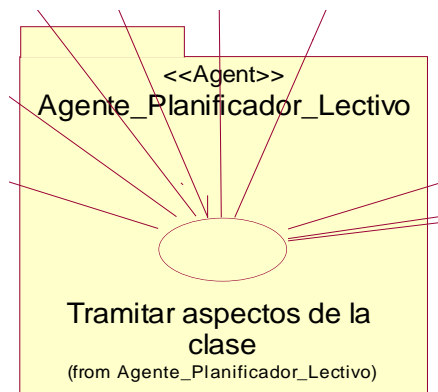 <<Agent>>
Agente_Planificador_Lectivo
Tramitar aspectos de la
clase
(from Agente_Planificador_Lectivo)